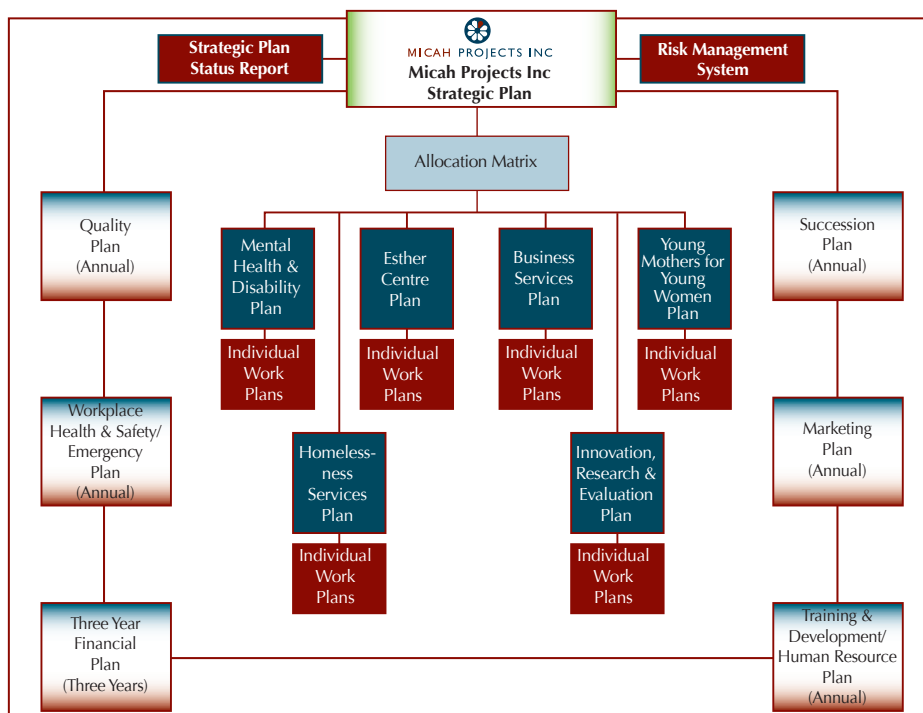 MICAH PROJECTS INC
Micah Projects Inc
Strategic Plan
Strategic Plan
Status Report
Risk Management
System
Allocation Matrix
Quality
Plan
(Annual)
Mental
Health &
Disability
Plan
Esther
Centre
Plan
Business
Services
Plan
Young
Mothers for
Young
Women
Plan
Succession
Plan
(Annual)
Individual
Work
Plans
Individual
Work
Plans
Individual
Work
Plans
Individual
Work
Plans
Workplace
Health & Safety/
Emergency
Plan
(Annual)
Homeless-
ness
Services
Plan
Innovation,
Research &
Evaluation
Plan
Marketing
Plan
(Annual)
Individual
Work
Plans
Individual
Work
Plans
Three Year
Financial
Plan
(Three Years)
Training &
Development/
Human Resource
Plan
(Annual)